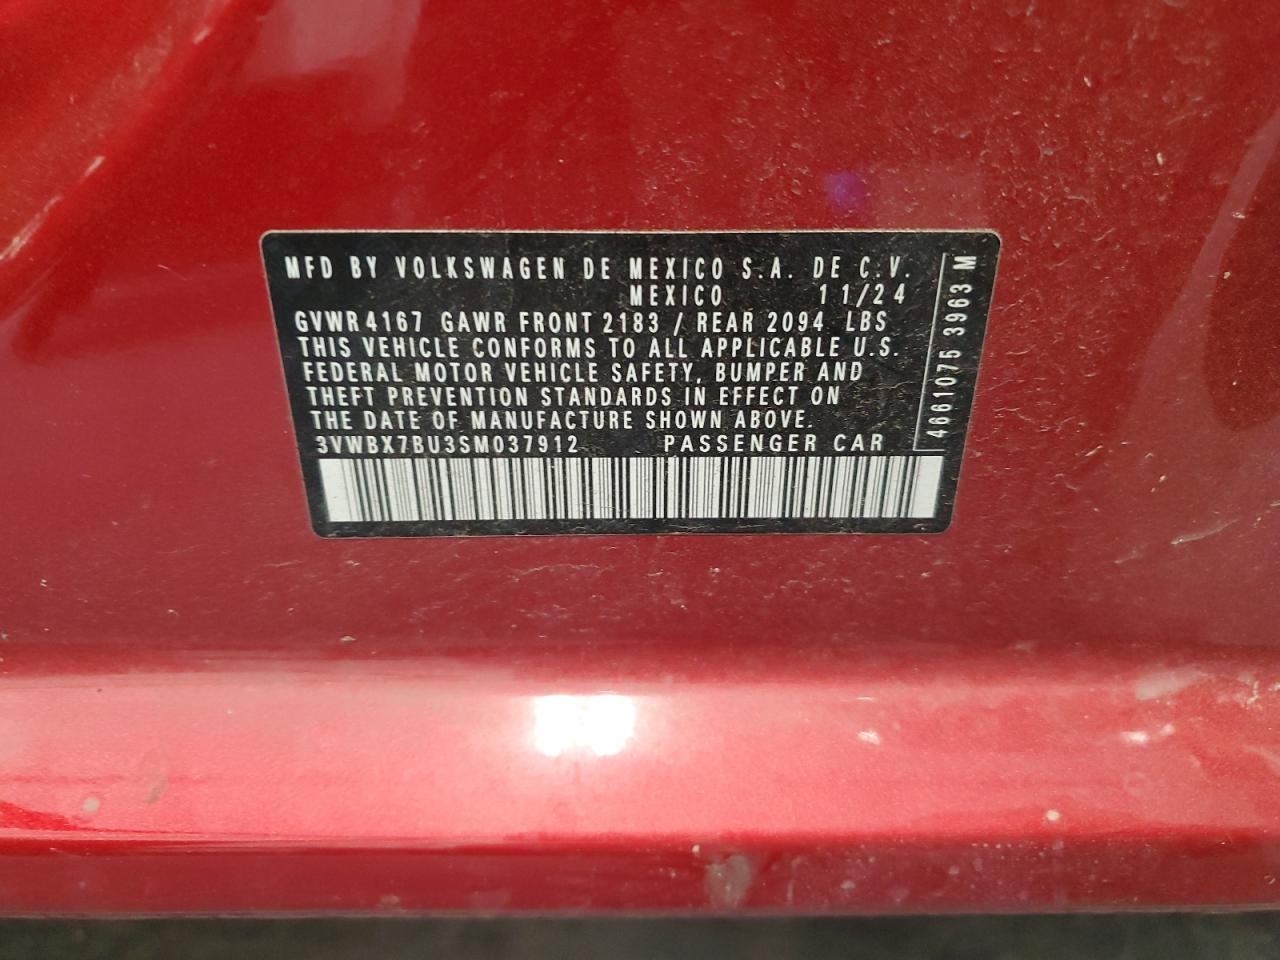 MFD BY VOLKSWAGEN DE MEXICO S.A. DE C.V.
MEXICO 11/24
GVWR 4167 GAWR FRONT 2183 / REAR 2094 LBS
THIS VEHICLE CONFORMS TO ALL APPLICABLE U.S.
FEDERAL MOTOR VEHICLE SAFETY, BUMPER AND
THEFT PREVENTION STANDARDS IN EFFECT ON
THE DATE OF MANUFACTURE SHOWN ABOVE.
3VWBX7BU3SM037912 PASSENGER CAR
4661075 3963 M